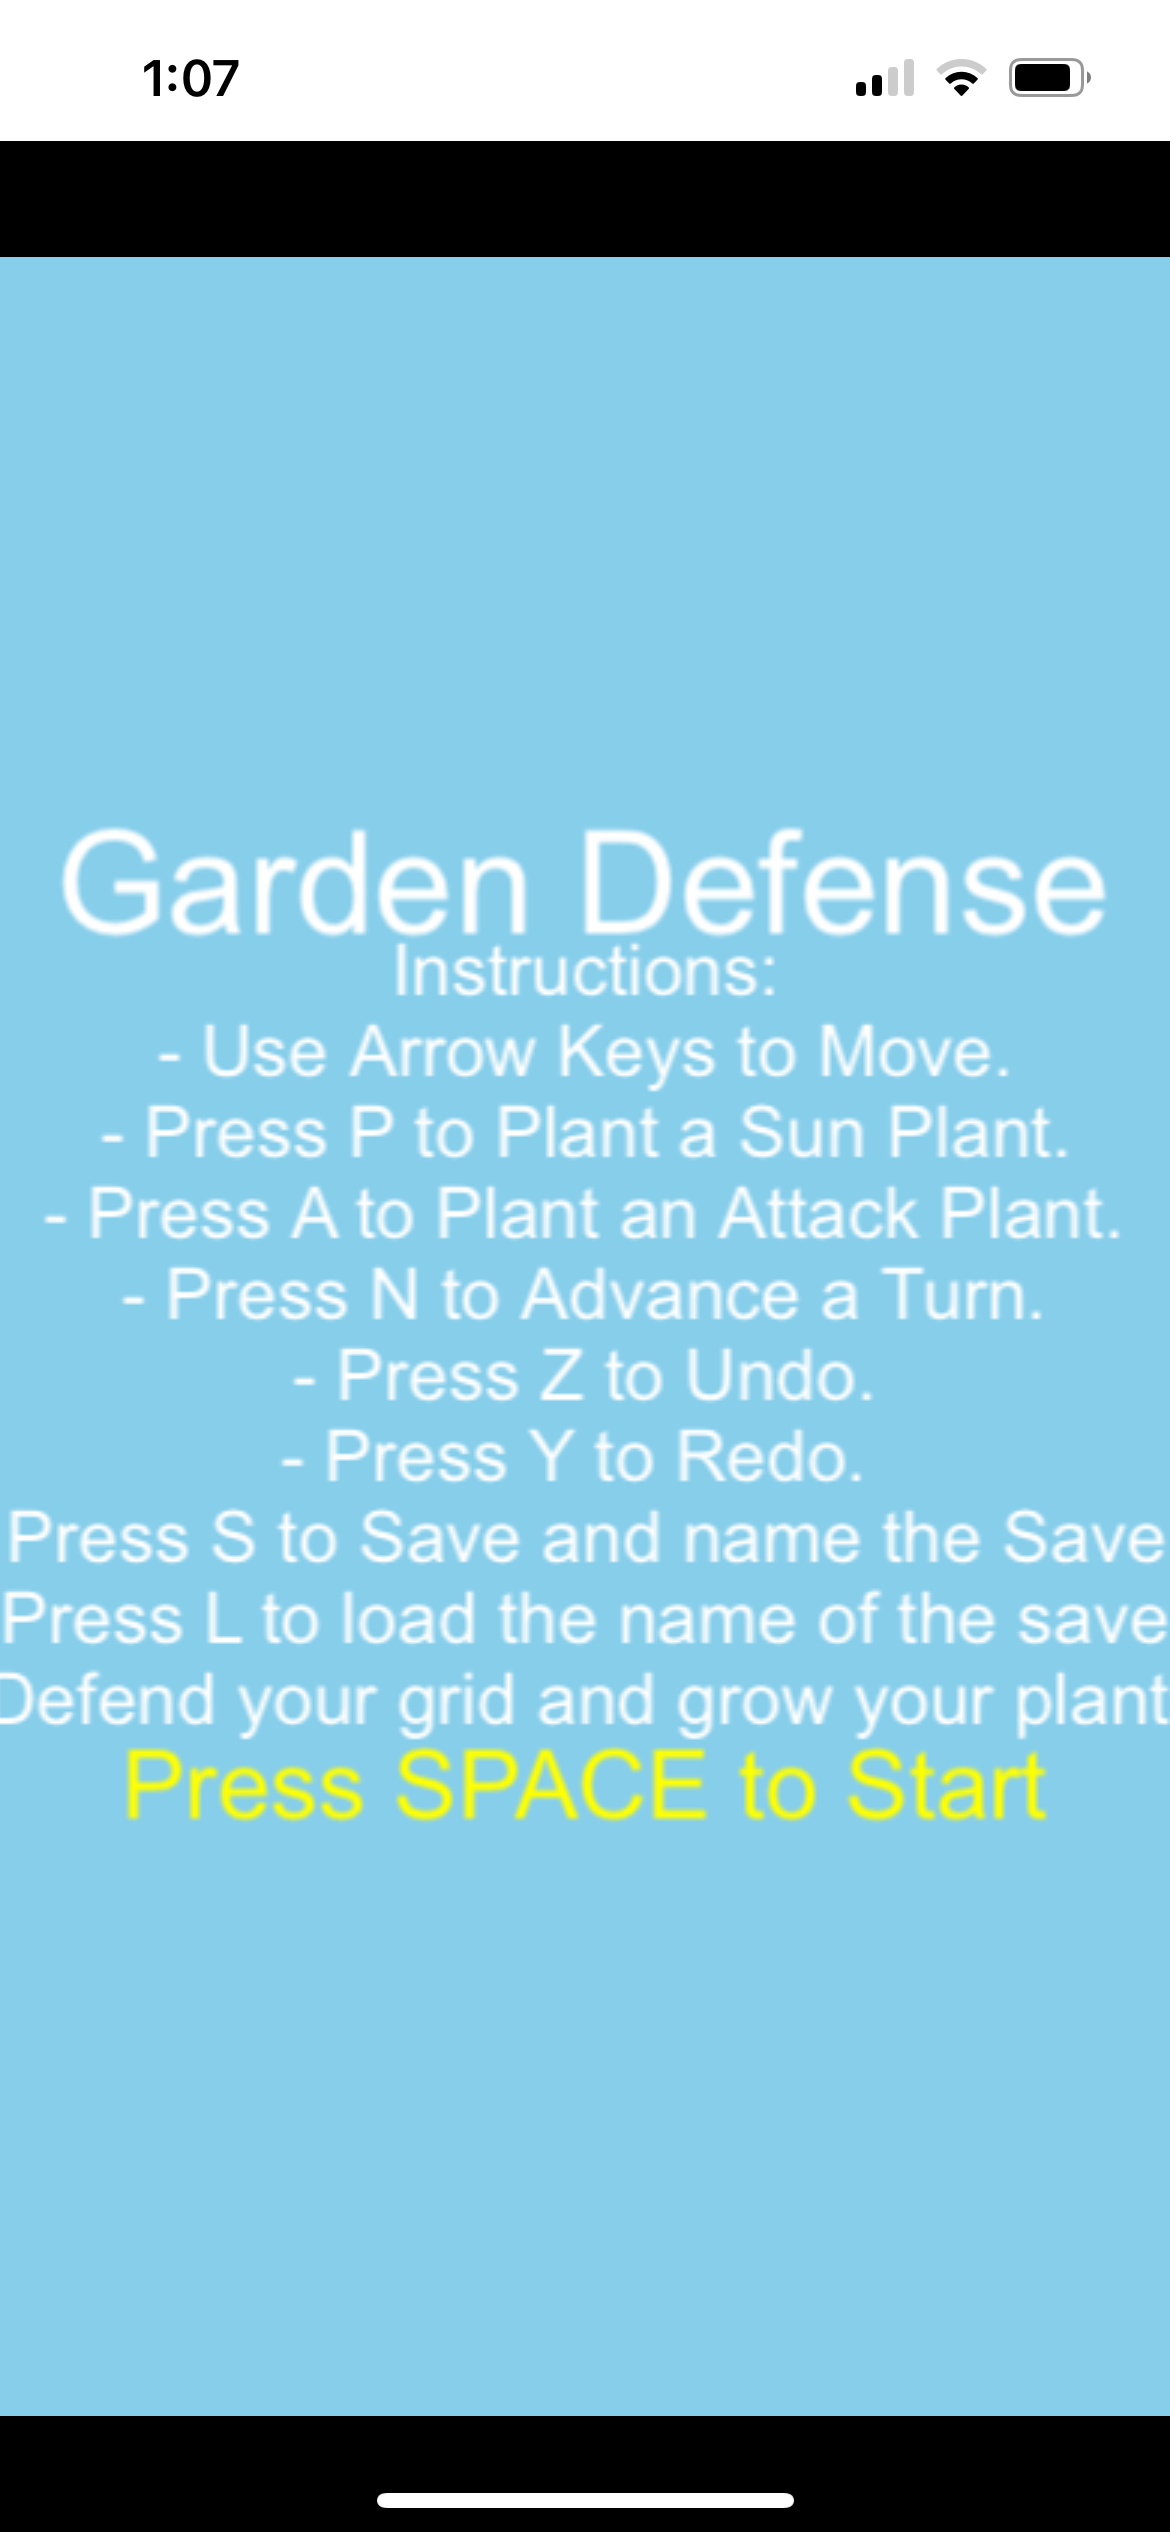 1:07
Garden Defense
Instructions:
- Use Arrow Keys to Move.
- Press P to Plant a Sun Plant.
- Press A to Plant an Attack Plant.
- Press N to Advance a Turn.
- Press Z to Undo.
- Press Y to Redo.
Press S to Save and name the Save
Press L to load the name of the save
Defend your grid and grow your plant
Press SPACE to Start